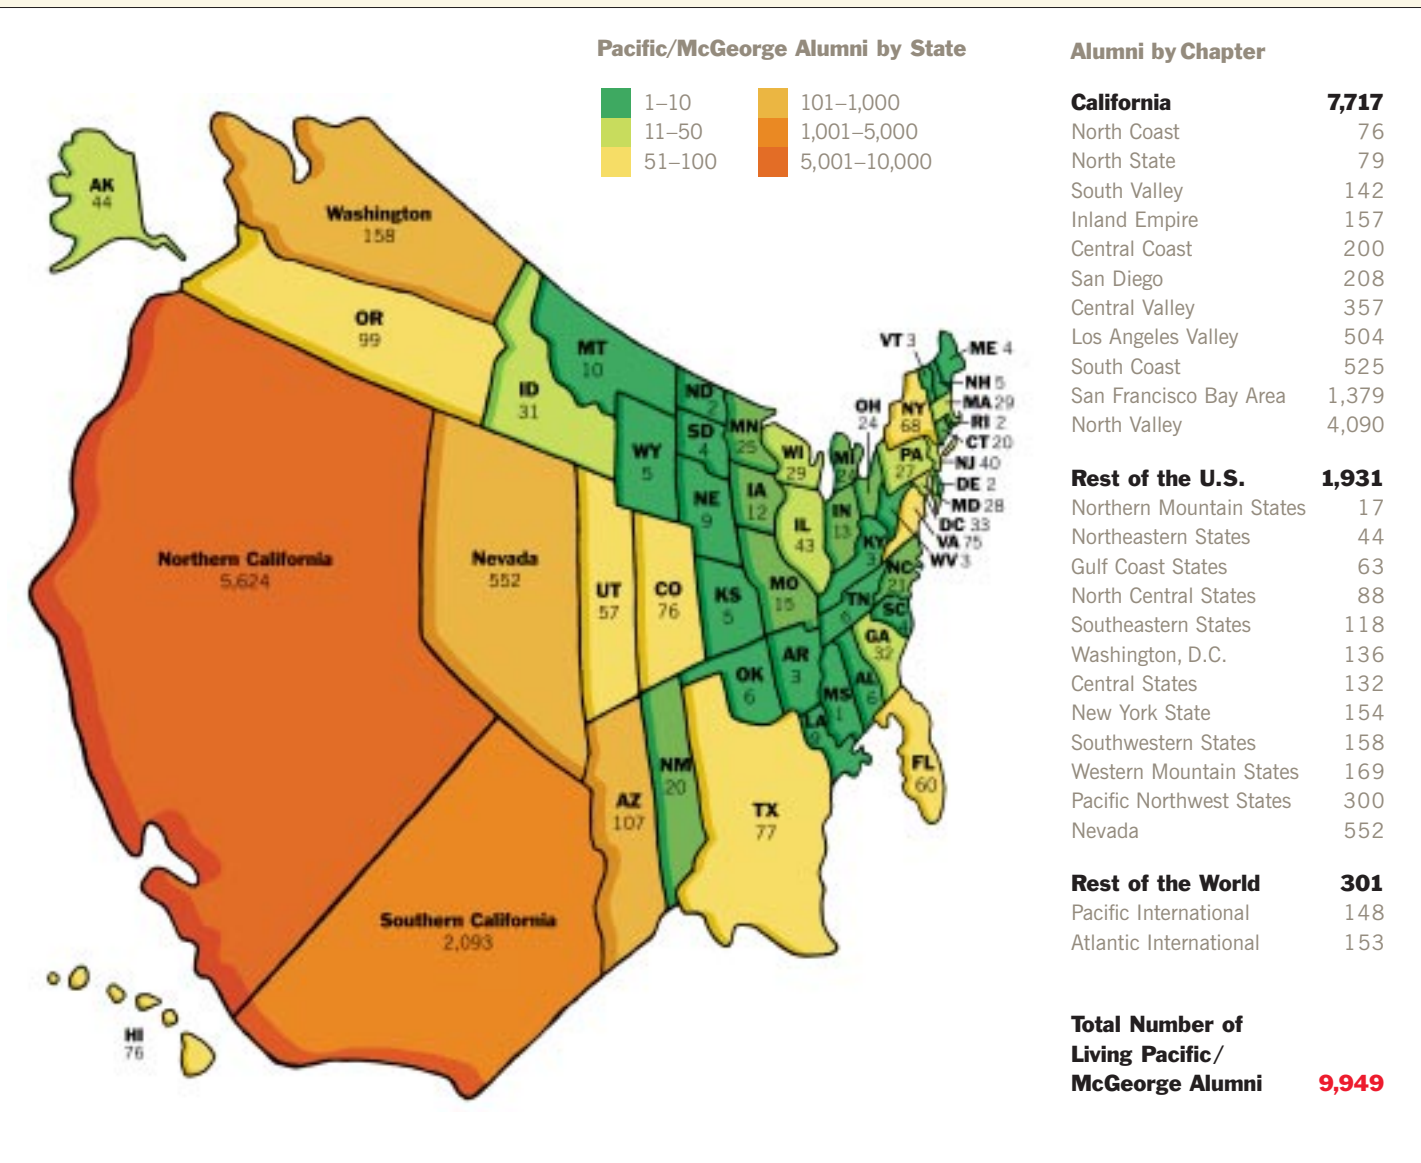 Pacific/McGeorge Alumni by State
1–10
11–50
51–100
101–1,000
1,001–5,000
5,001–10,000
AK
44
Washington
158
OR
99
ID
31
MT
10
ND
2
SD
4
MN
25
WI
29
MI
WY
5
NE
9
IA
12
IL
43
IN
13
OH
24
KY
3
Northern California
5,624
Nevada
552
UT
57
CO
76
KS
5
MO
15
TN
6
NC
21
SC
GA
32
OK
6
AR
3
MS
1
AL
6
LA
9
FL
60
AZ
107
NM
20
TX
77
Southern California
2,093
HI
76
VT 3
ME 4
NH 5
MA 29
RI 2
CT 20
NJ 40
DE 2
MD 28
DC 33
VA 75
WV 3
NY
68
PA
27
Alumni by Chapter
California 7,717
North Coast 76
North State 79
South Valley 142
Inland Empire 157
Central Coast 200
San Diego 208
Central Valley 357
Los Angeles Valley 504
South Coast 525
San Francisco Bay Area 1,379
North Valley 4,090
Rest of the U.S. 1,931
Northern Mountain States 17
Northeastern States 44
Gulf Coast States 63
North Central States 88
Southeastern States 118
Washington, D.C. 136
Central States 132
New York State 154
Southwestern States 158
Western Mountain States 169
Pacific Northwest States 300
Nevada 552
Rest of the World 301
Pacific International 148
Atlantic International 153
Total Number of
Living Pacific/
McGeorge Alumni 9,949